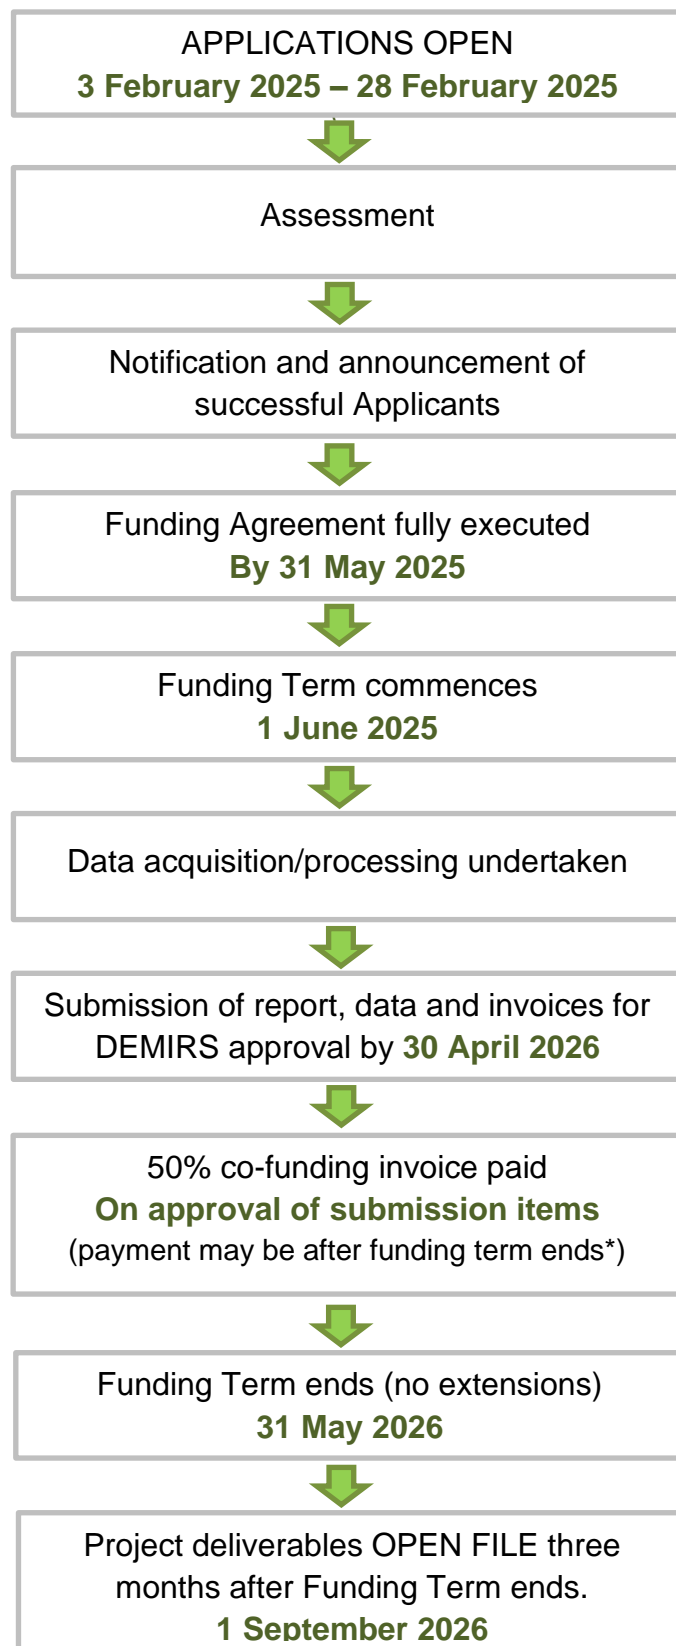 APPLICATIONS OPEN
3 February 2025 – 28 February 2025
Assessment
Notification and announcement of
successful Applicants
Funding Agreement fully executed
By 31 May 2025
Funding Term commences
1 June 2025
Data acquisition/processing undertaken
Submission of report, data and invoices for
DEMIRS approval by 30 April 2026
50% co-funding invoice paid
On approval of submission items
(payment may be after funding term ends*)
Funding Term ends (no extensions)
31 May 2026
Project deliverables OPEN FILE three
months after Funding Term ends.
1 September 2026